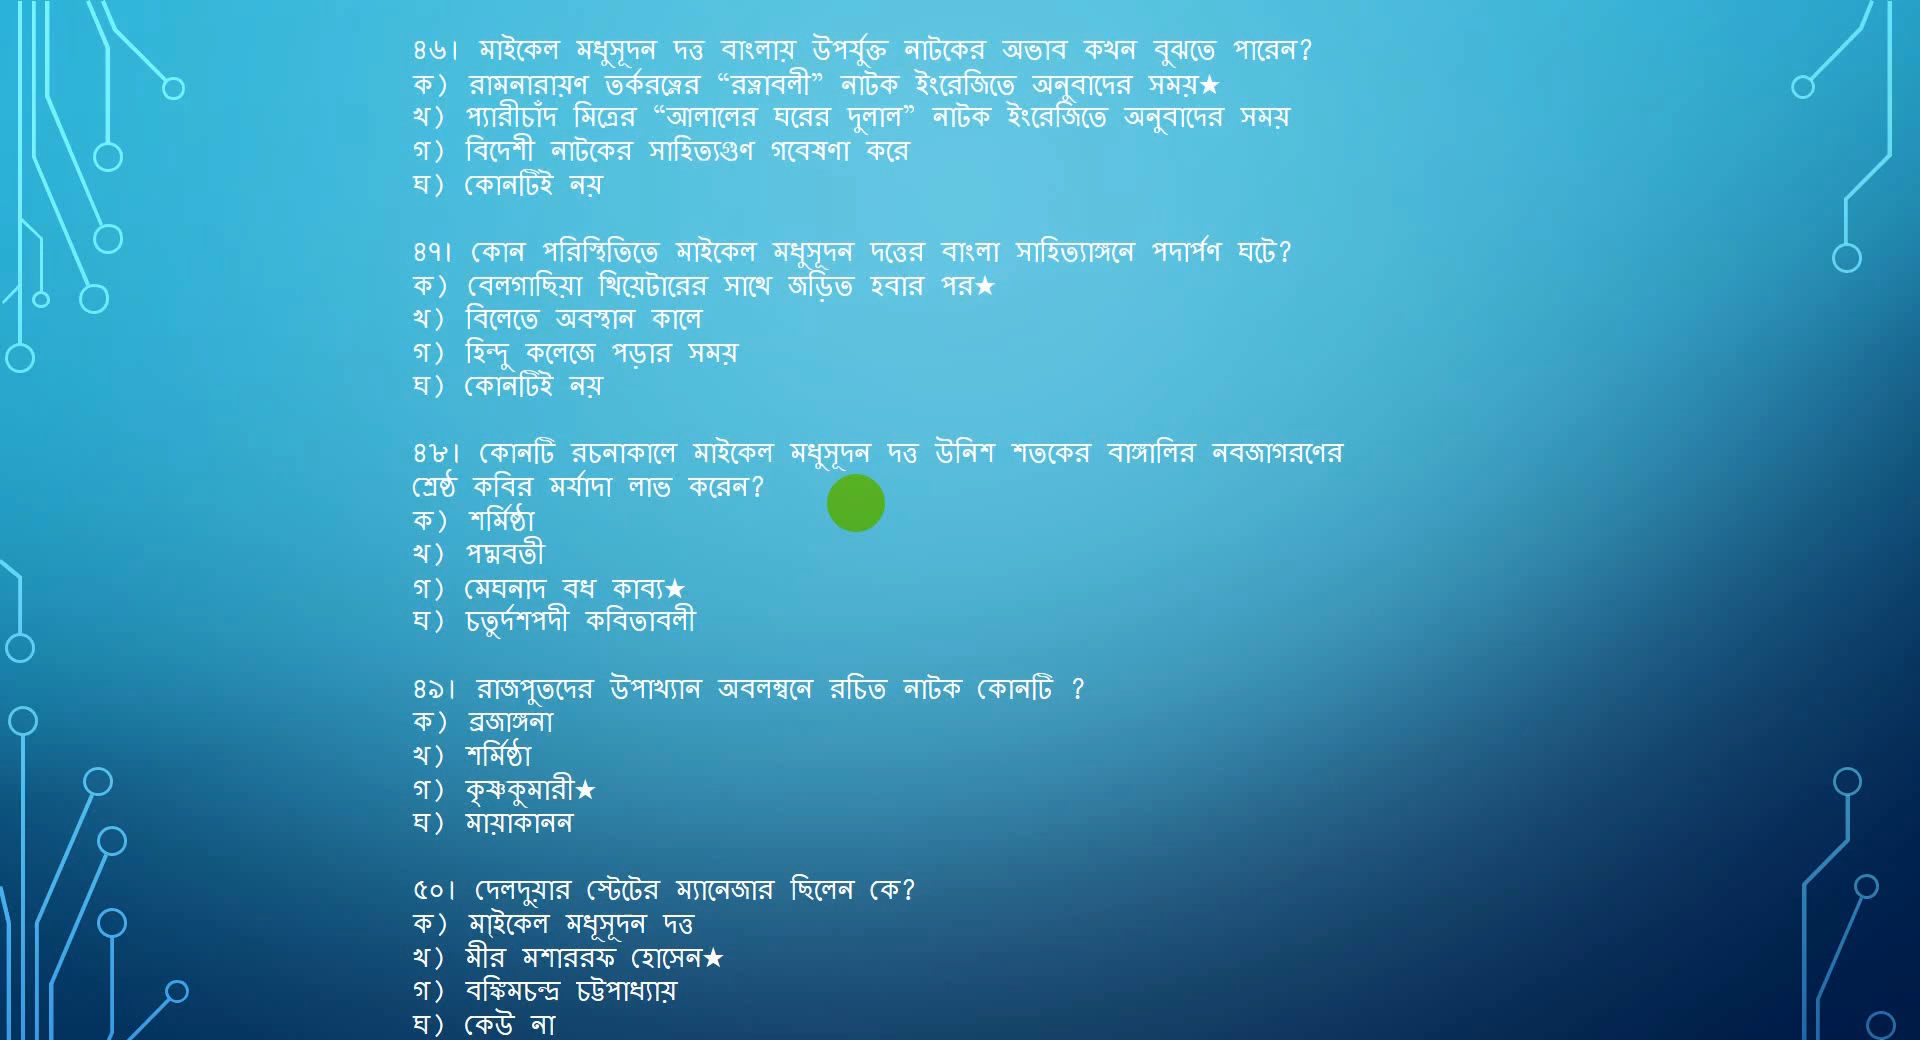 ৪৬। মাইকেল মধুসূদন দত্ত বাংলায় উপর্যুক্ত নাটকের অভাব কখন বুঝতে পারেন?
ক) রামনারায়ণ তর্করত্নের “রত্নাবলী” নাটক ইংরেজিতে অনুবাদের সময়★
খ) প্যারীচাঁদ মিত্রের “আলালের ঘরের দুলাল” নাটক ইংরেজিতে অনুবাদের সময়
গ) বিদেশী নাটকের সাহিত্যগুণ গবেষণা করে
ঘ) কোনটিই নয়
৪৭। কোন পরিস্থিতিতে মাইকেল মধুসূদন দত্তের বাংলা সাহিত্যাঙ্গনে পদার্পণ ঘটে?
ক) বেলগাছিয়া থিয়েটারের সাথে জড়িত হবার পর★
খ) বিলেতে অবস্থান কালে
গ) হিন্দু কলেজে পড়ার সময়
ঘ) কোনটিই নয়
৪৮। কোনটি রচনাকালে মাইকেল মধুসূদন দত্ত উনিশ শতকের বাঙ্গালির নবজাগরণের
শ্রেষ্ঠ কবির মর্যাদা লাভ করেন?
ক) শর্মিষ্ঠা
খ) পদ্মবতী
গ) মেঘনাদ বধ কাব্য★
ঘ) চতুর্দশপদী কবিতাবলী
৪৯। রাজপুতদের উপাখ্যান অবলম্বনে রচিত নাটক কোনটি ?
ক) ব্রজাঙ্গনা
খ) শর্মিষ্ঠা
গ) কৃষ্ণকুমারী★
ঘ) মায়াকানন
৫০। দেলদুয়ার স্টেটের ম্যানেজার ছিলেন কে?
ক) মা্ইকেল মধূসূদন দত্ত
খ) মীর মশাররফ হোসেন★
গ) বঙ্কিমচন্দ্র চট্টপাধ্যায়
ঘ) কেউ না